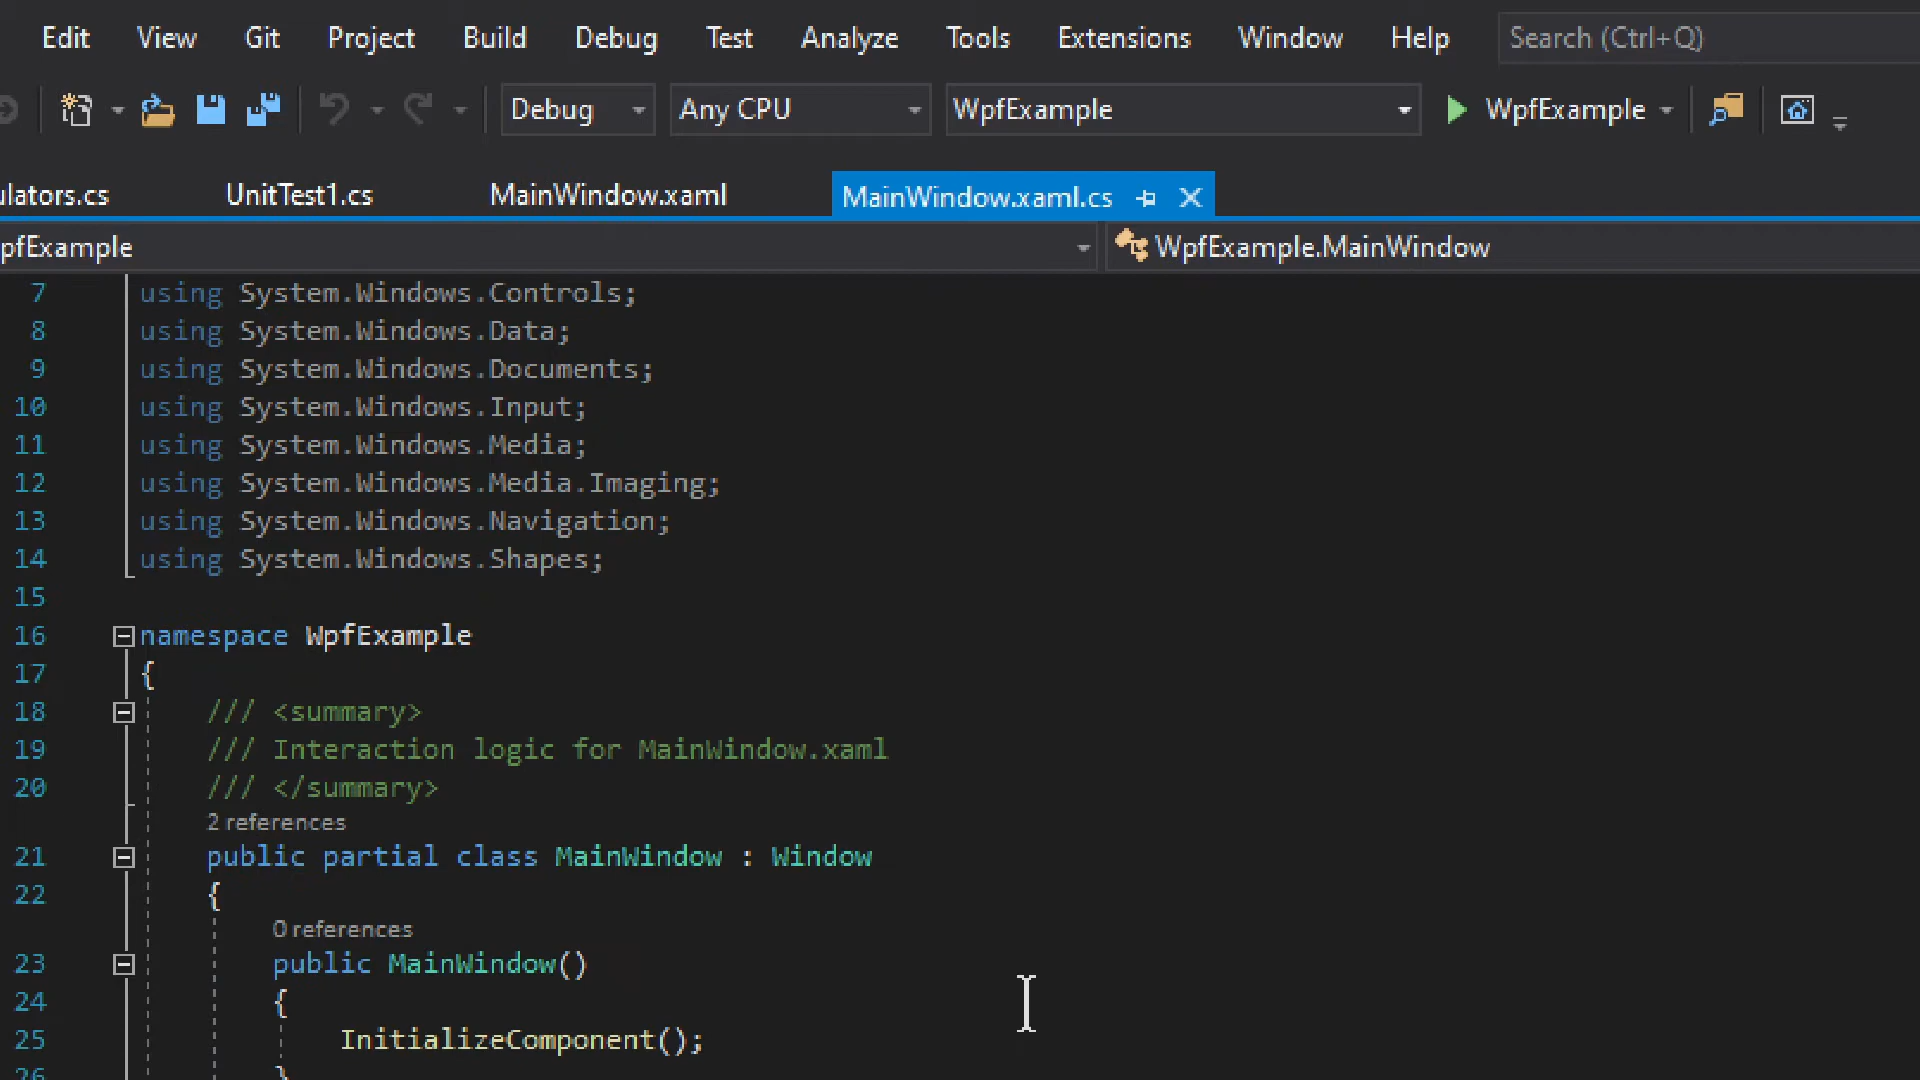 Edit View Git Project Build Debug Test Analyze Tools Extensions Window Help Search (Ctrl+Q)
Debug Any CPU WpfExample WpfExample
ulators.cs UnitTest1.cs MainWindow.xaml MainWindow.xaml.cs
pfExample WpfExample.MainWindow
7 using System.Windows.Controls;
8 using System.Windows.Data;
9 using System.Windows.Documents;
10 using System.Windows.Input;
11 using System.Windows.Media;
12 using System.Windows.Media.Imaging;
13 using System.Windows.Navigation;
14 using System.Windows.Shapes;
15
16 namespace WpfExample
17 {
18 /// <summary>
19 /// Interaction logic for MainWindow.xaml
20 /// </summary>
2 references
21 public partial class MainWindow : Window
22 {
0 references
23 public MainWindow()
24 {
25 InitializeComponent();
26 }